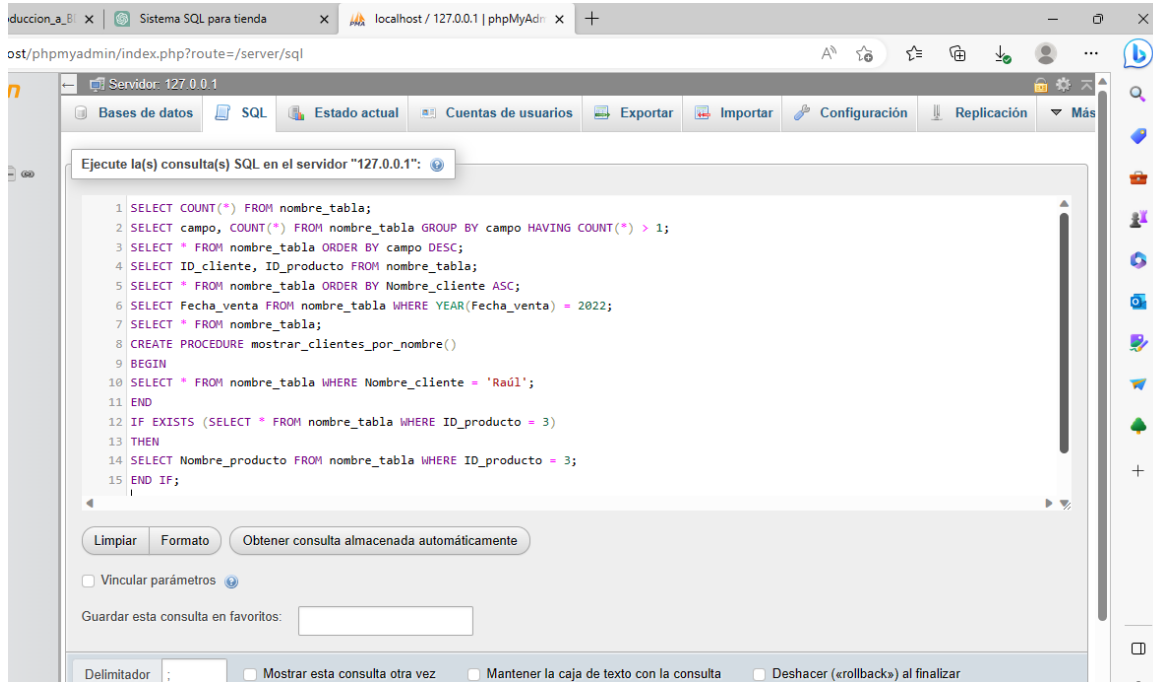 duccion_a_Bl
Sistema SQL para tienda
localhost / 127.0.0.1 | phpMyAdn
ost/phpmyadmin/index.php?route=/server/sql
Servidor: 127.0.0.1
Bases de datos SQL Estado actual Cuentas de usuarios Exportar Importar Configuración Replicación Más
Ejecute la(s) consulta(s) SQL en el servidor "127.0.0.1":
1 SELECT COUNT(*) FROM nombre_tabla;
2 SELECT campo, COUNT(*) FROM nombre_tabla GROUP BY campo HAVING COUNT(*) > 1;
3 SELECT * FROM nombre_tabla ORDER BY campo DESC;
4 SELECT ID_cliente, ID_producto FROM nombre_tabla;
5 SELECT * FROM nombre_tabla ORDER BY Nombre_cliente ASC;
6 SELECT Fecha_venta FROM nombre_tabla WHERE YEAR(Fecha_venta) = 2022;
7 SELECT * FROM nombre_tabla;
8 CREATE PROCEDURE mostrar_clientes_por_nombre()
9 BEGIN
10 SELECT * FROM nombre_tabla WHERE Nombre_cliente = 'Raúl';
11 END
12 IF EXISTS (SELECT * FROM nombre_tabla WHERE ID_producto = 3)
13 THEN
14 SELECT Nombre_producto FROM nombre_tabla WHERE ID_producto = 3;
15 END IF;
Limpiar Formato Obtener consulta almacenada automáticamente
Vincular parámetros
Guardar esta consulta en favoritos:
Delimitador ; Mostrar esta consulta otra vez Mantener la caja de texto con la consulta Deshacer («rollback») al finalizar